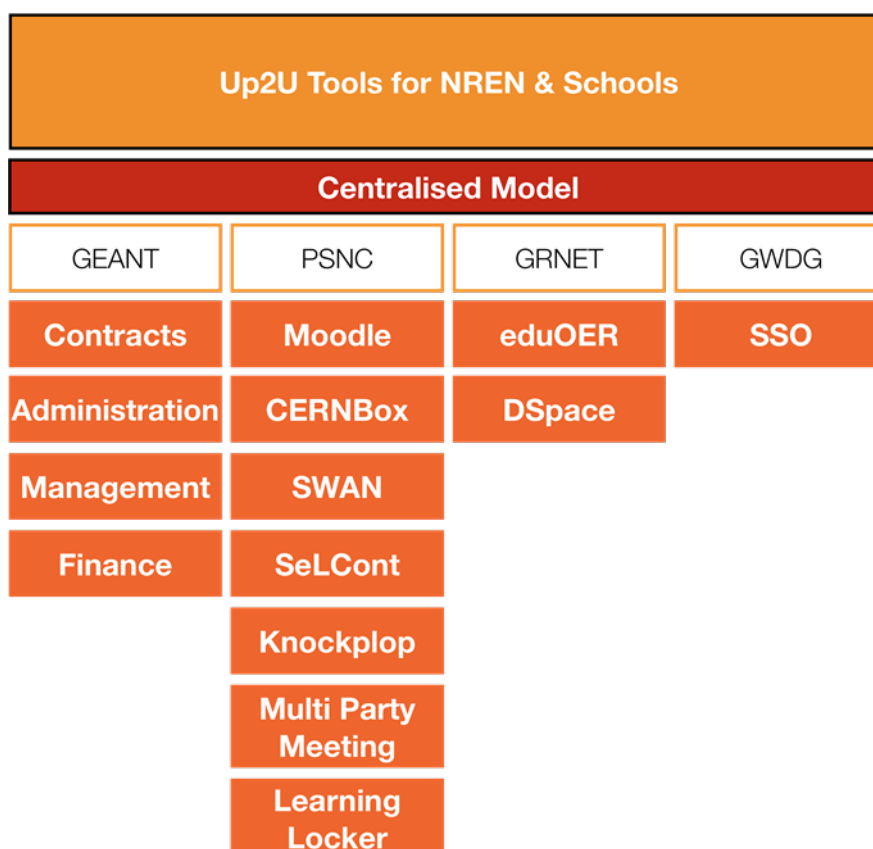 Up2U Tools for NREN & Schools
Centralised Model
GEANT
PSNC
GRNET
GWDG
Contracts
Moodle
eduOER
SSO
Administration
CERNBox
DSpace
Management
SWAN
Finance
SeLCont
Knockplop
Multi Party
Meeting
Learning
Locker